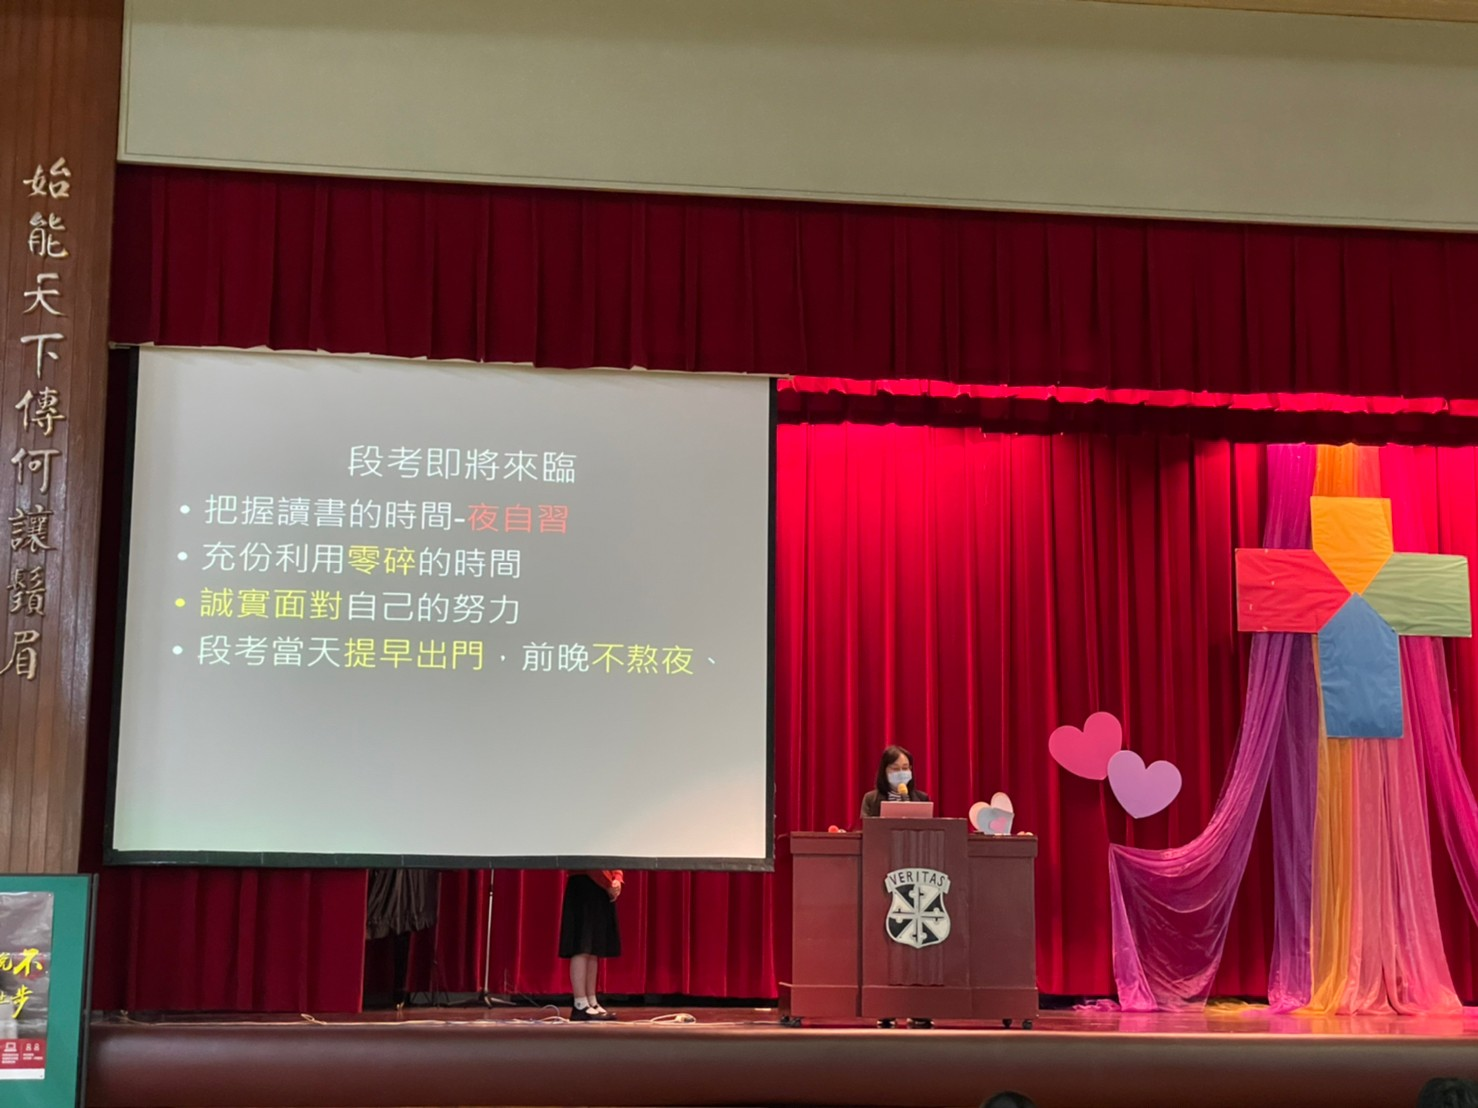 始能天下傳何讓鬚眉
段考即將來臨
• 把握讀書的時間-夜自習
• 充份利用零碎的時間
• 誠實面對自己的努力
• 段考當天提早出門，前晚不熬夜、
VERITAS
不
步